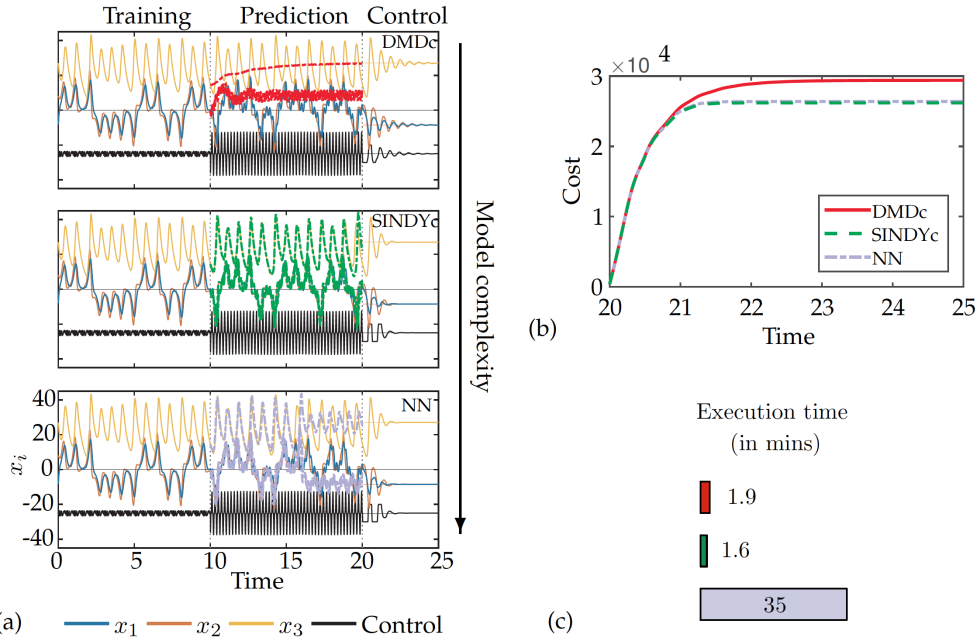 Training Prediction Control
DMDc
SINDYc
NN
40
20
0
-20
-40
x_i
0 5 10 15 20 25
Time
Model complexity
(a)
x_1 x_2 x_3 Control
×10 4
3
2
1
0
Cost
DMDc
SINDYc
NN
20 21 22 23 24 25
Time
(b)
Execution time
(in mins)
1.9
1.6
35
(c)